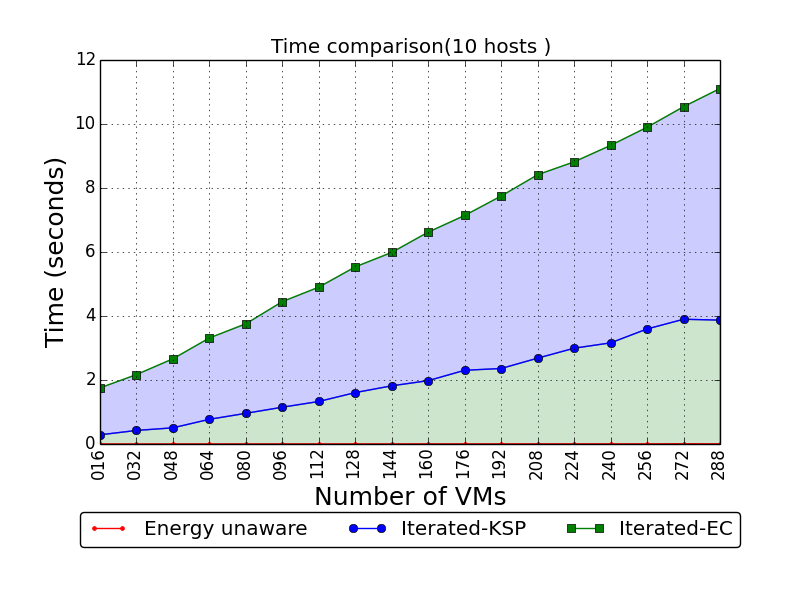 Time comparison(10 hosts )
12
10
8
6
4
2
0
Time (seconds)
016 032 048 064 080 096 112 128 144 160 176 192 208 224 240 256 272 288
Number of VMs
Energy unaware Iterated-KSP Iterated-EC